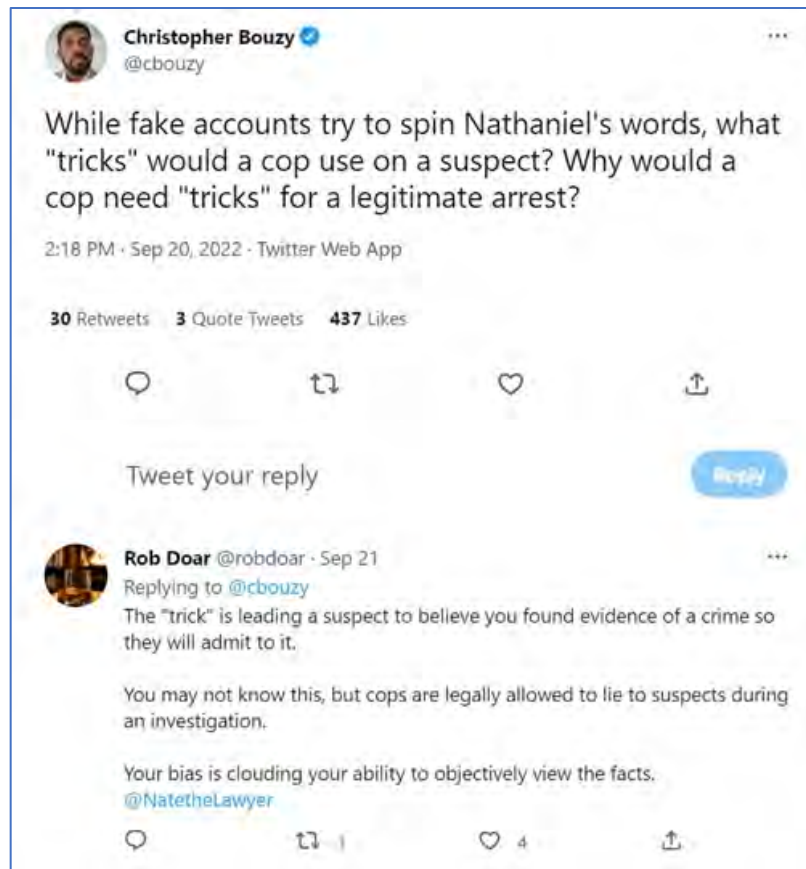 Christopher Bouzy
@cbouzy
While fake accounts try to spin Nathaniel's words, what
"tricks" would a cop use on a suspect? Why would a
cop need "tricks" for a legitimate arrest?
2:18 PM · Sep 20, 2022 · Twitter Web App
30 Retweets 3 Quote Tweets 437 Likes
Tweet your reply
Reply
Rob Doar @robdoar · Sep 21
Replying to @cbouzy
The "trick" is leading a suspect to believe you found evidence of a crime so
they will admit to it.
You may not know this, but cops are legally allowed to lie to suspects during
an investigation.
Your bias is clouding your ability to objectively view the facts.
@NatetheLawyer
1 4